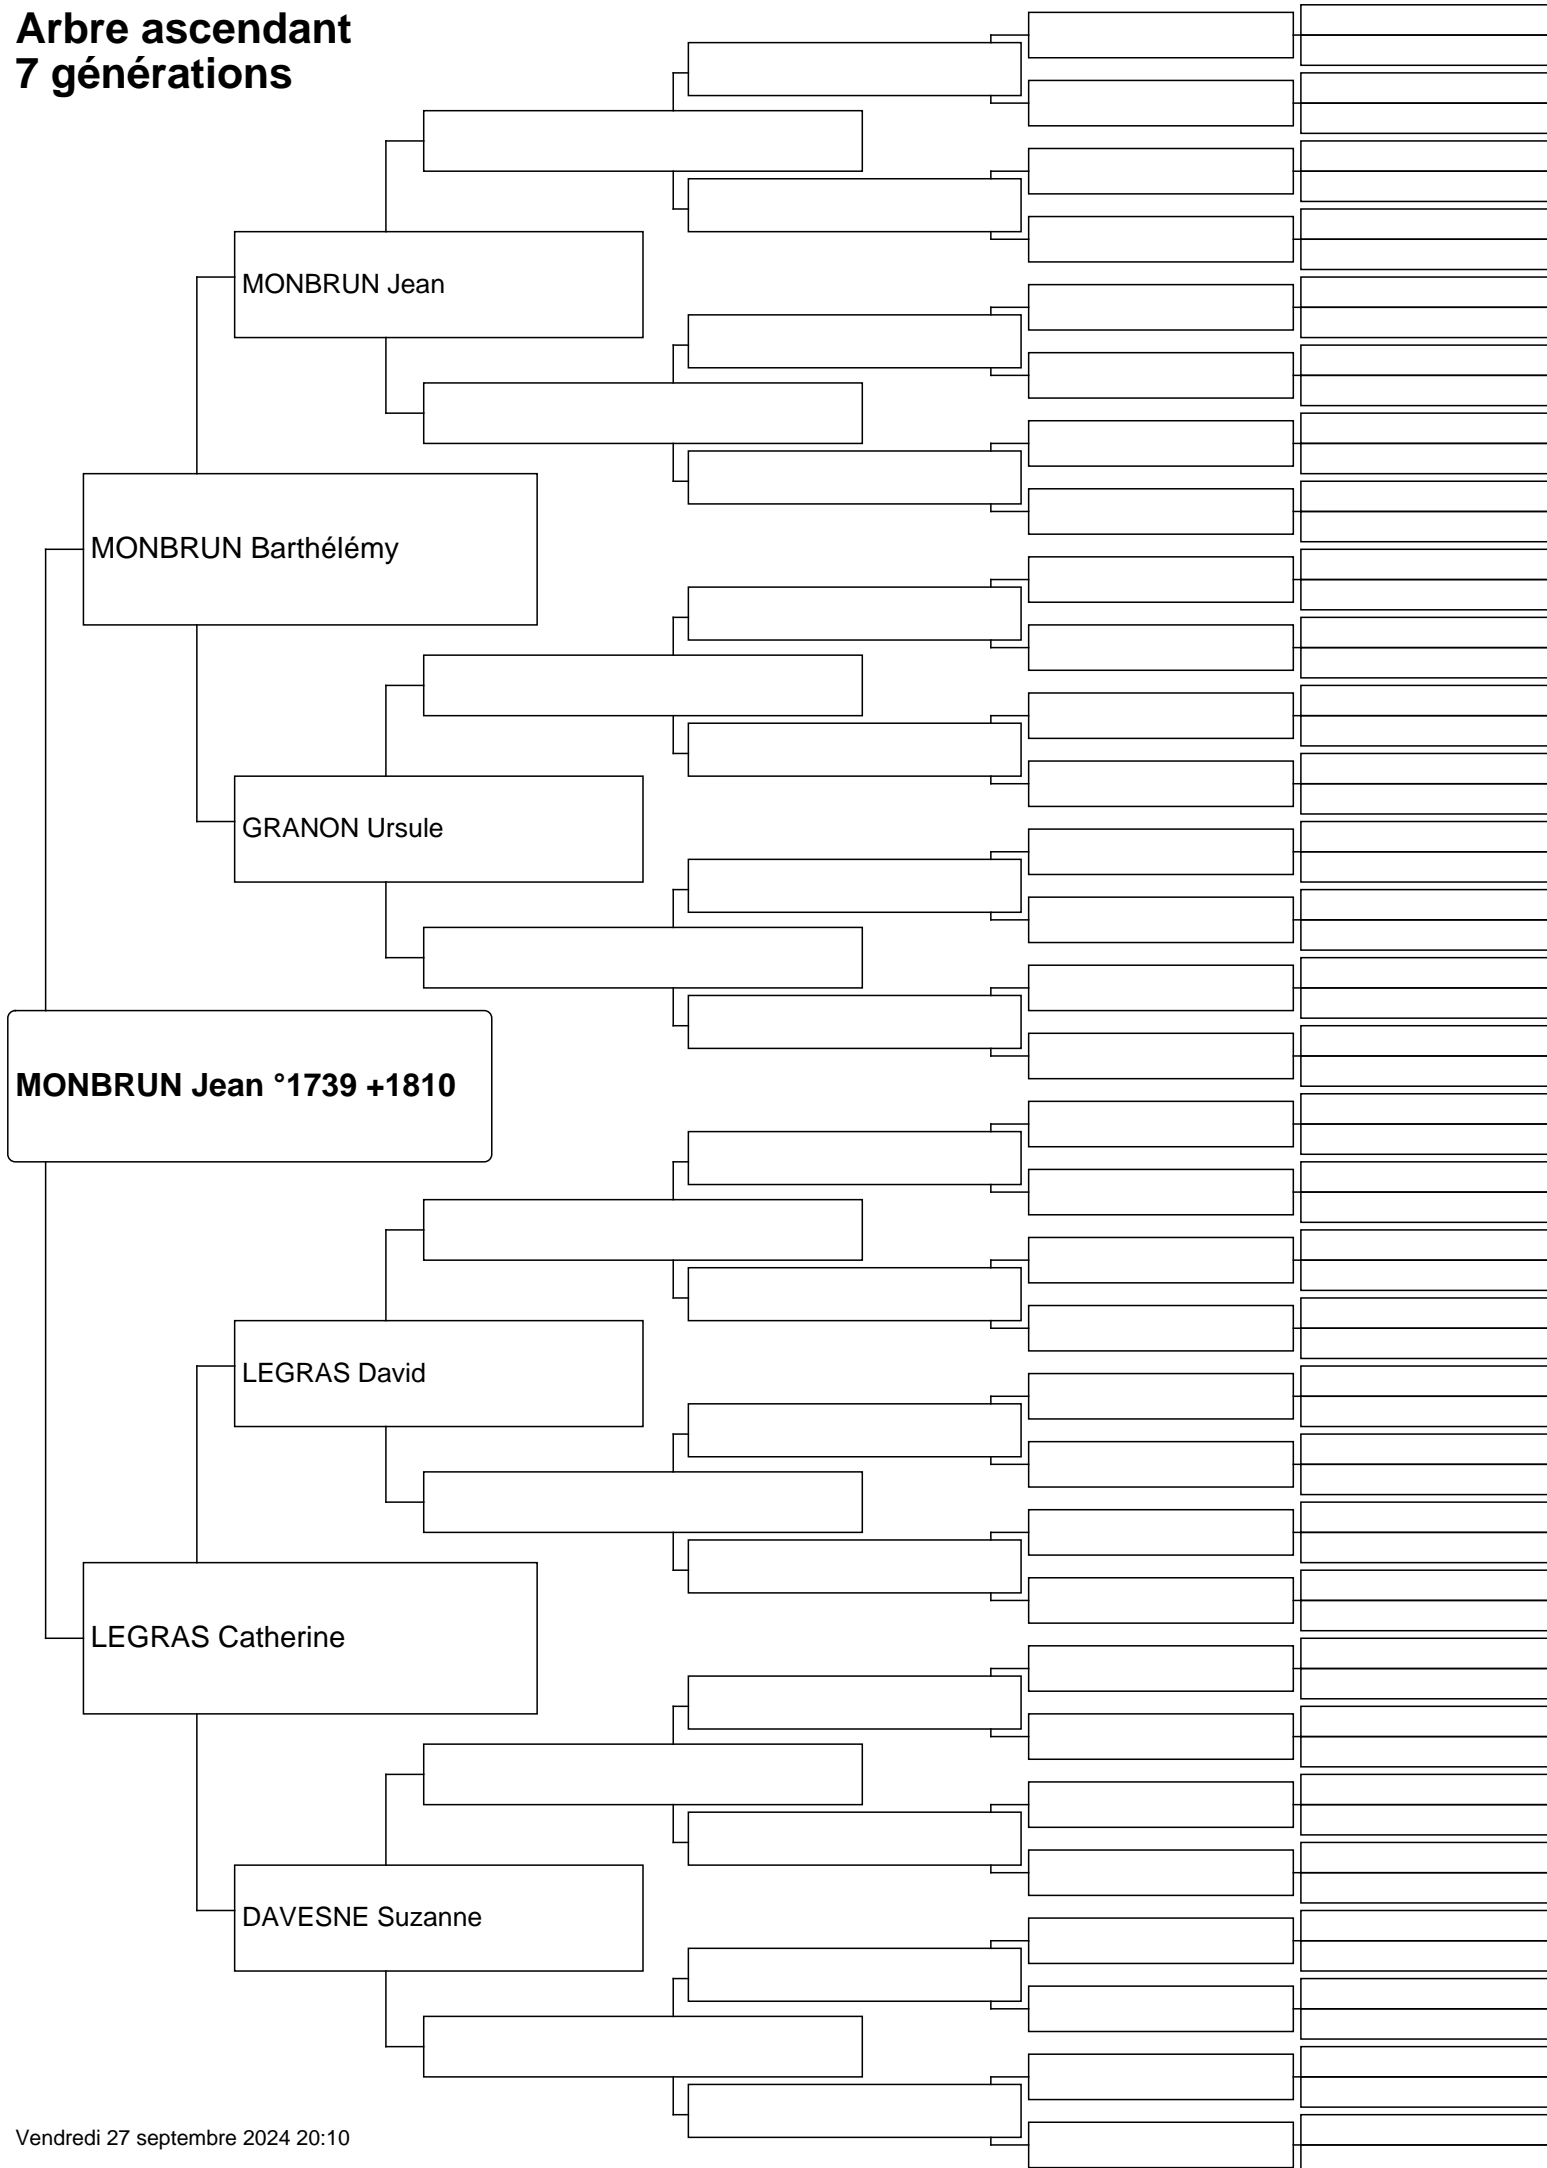 Arbre ascendant
7 générations
MONBRUN Jean
MONBRUN Barthélémy
GRANON Ursule
MONBRUN Jean °1739 +1810
LEGRAS David
LEGRAS Catherine
DAVESNE Suzanne
Vendredi 27 septembre 2024 20:10